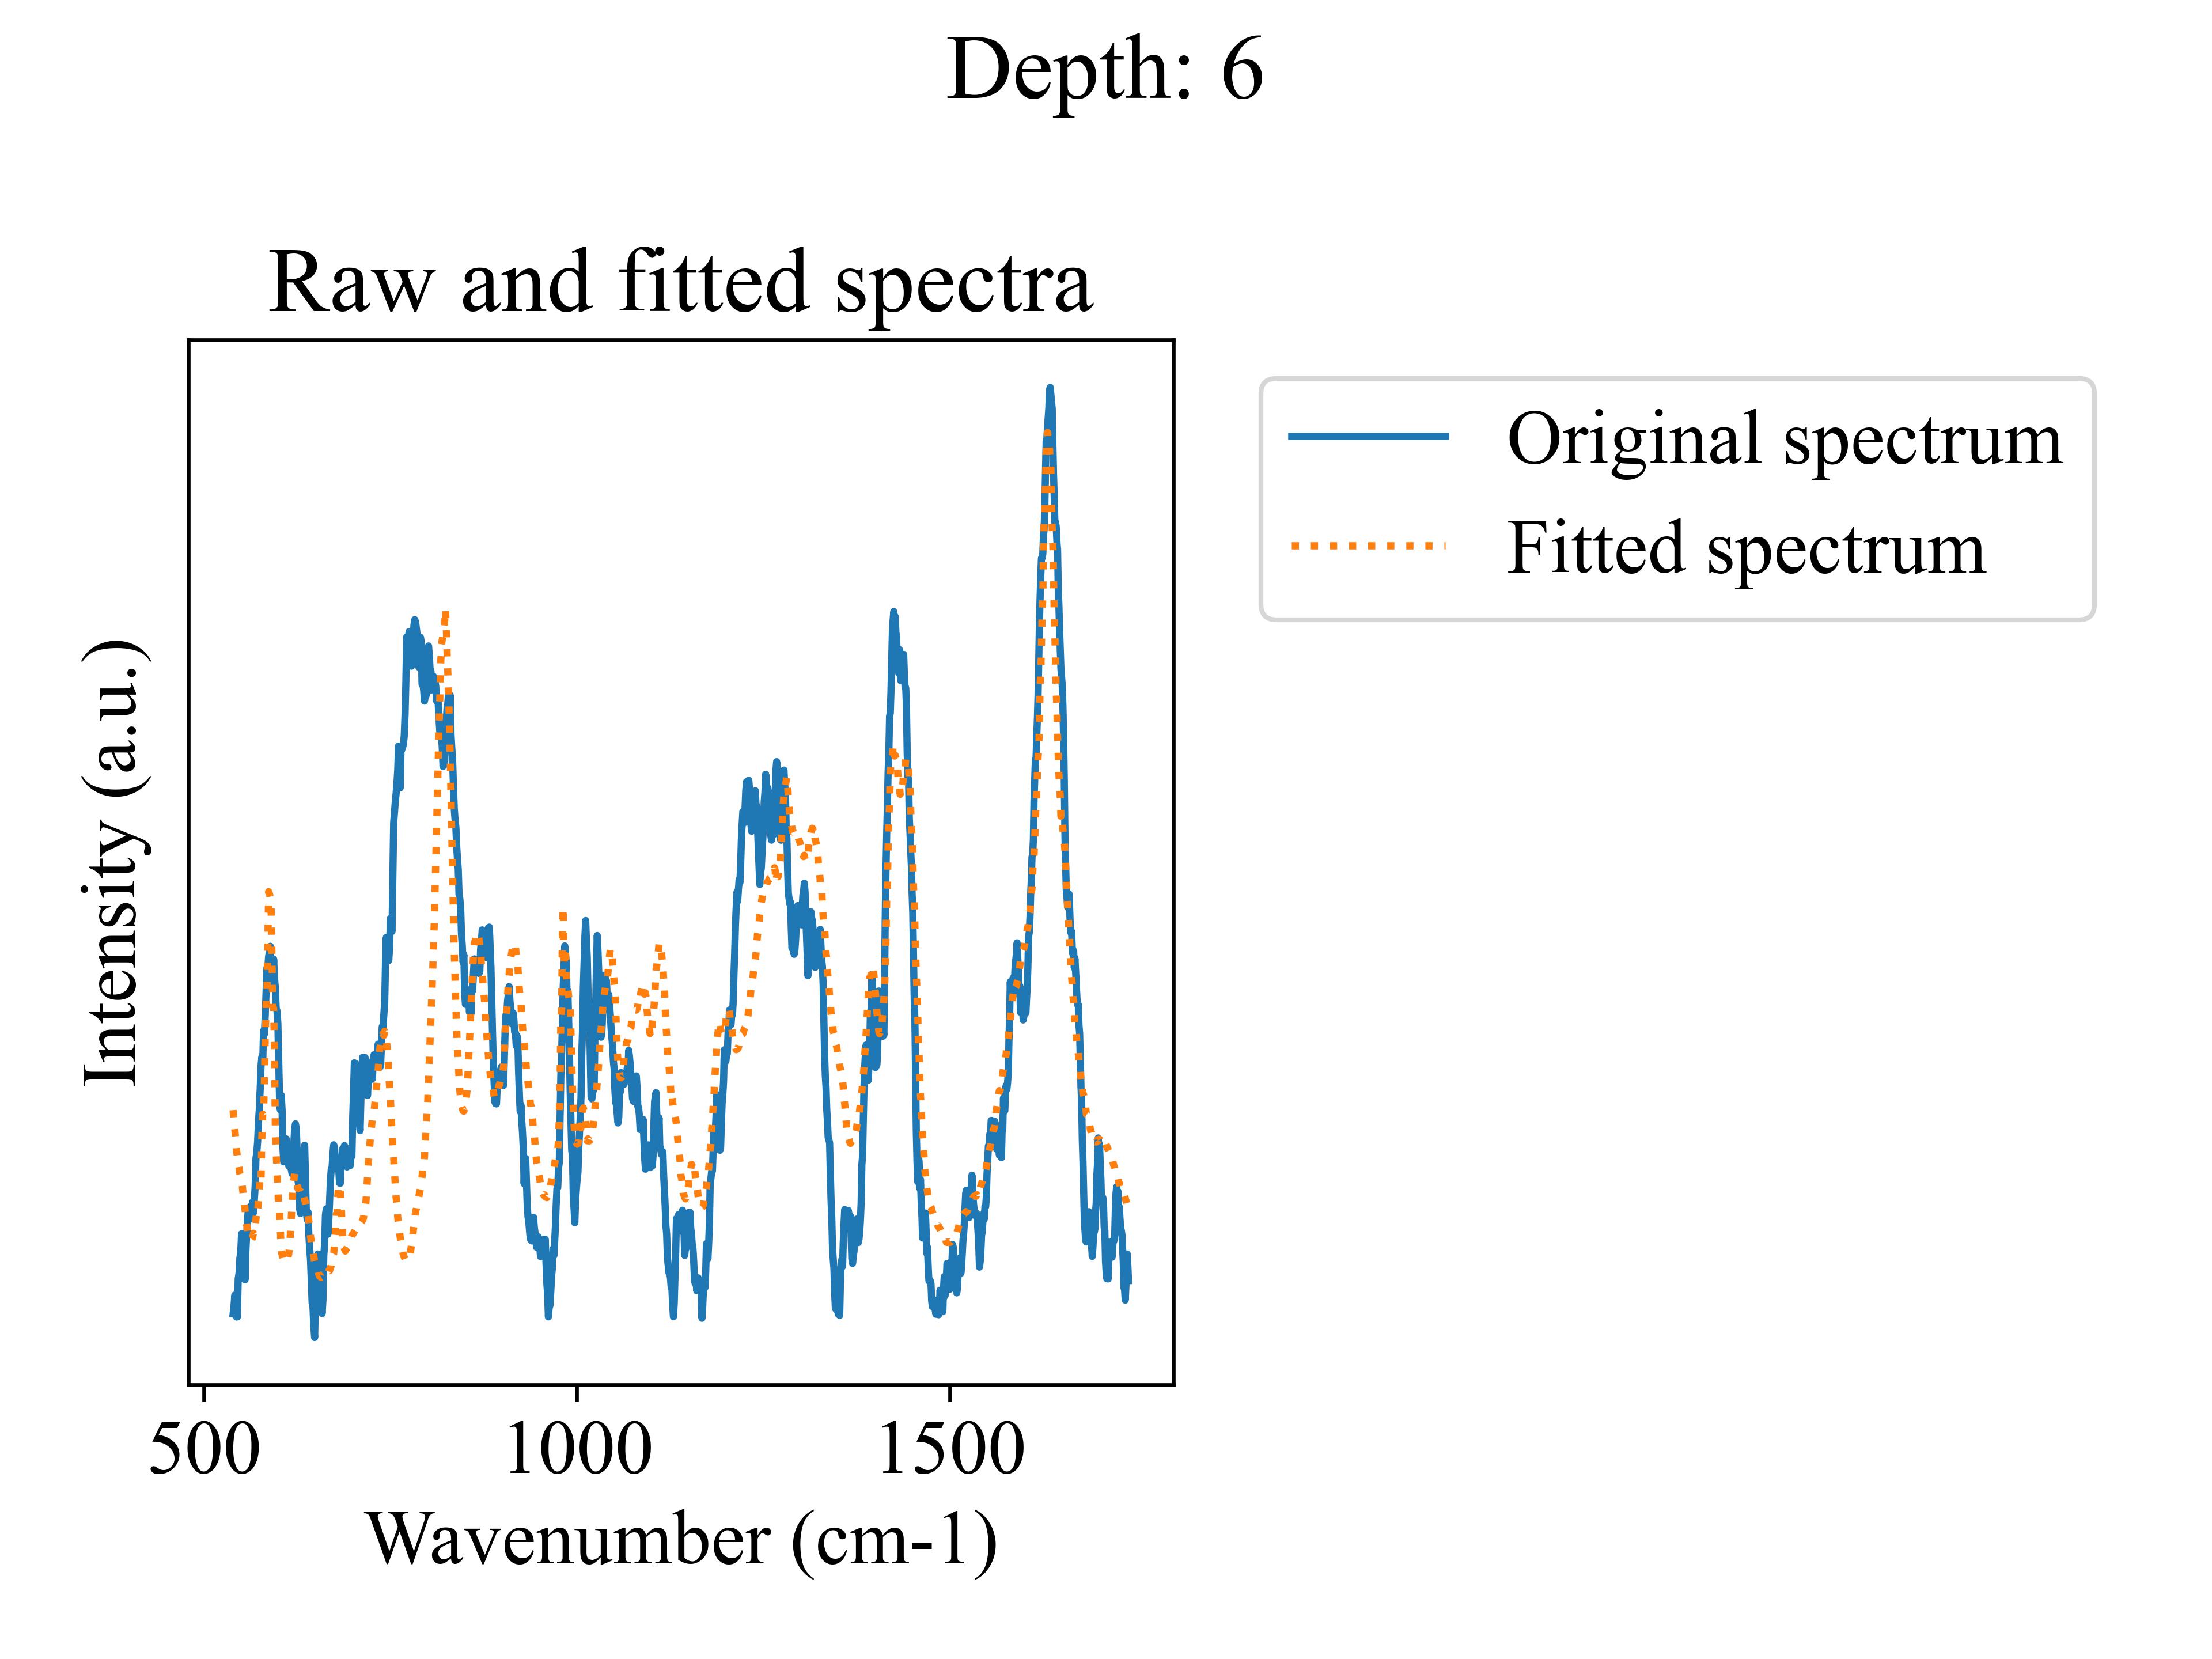 Depth: 6
Raw and fitted spectra
Original spectrum
Fitted spectrum
Intensity (a.u.)
500 1000 1500
Wavenumber (cm-1)